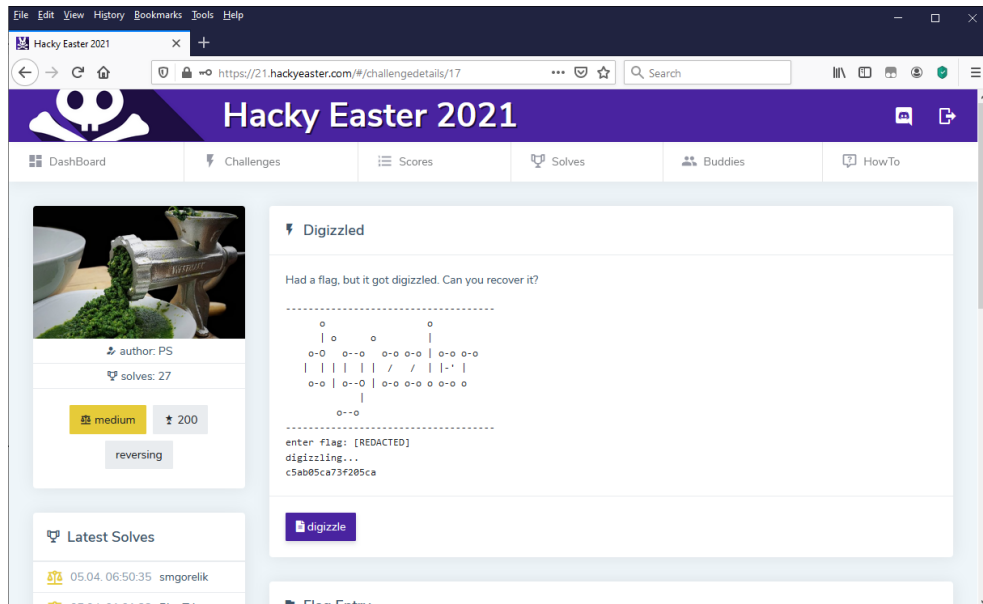 File Edit View History Bookmarks Tools Help
Hacky Easter 2021
https://21.hackyeaster.com/#/challengedetails/17
Search
Hacky Easter 2021
DashBoard
Challenges
Scores
Solves
Buddies
HowTo
author: PS
solves: 27
medium
200
reversing
Latest Solves
05.04. 06:50:35 smgorelik
Digizzled
Had a flag, but it got digizzled. Can you recover it?
-------------------------------------
      o                  o
      | o      o         |
    o-O   o--o   o-o o-o | o-o o-o
   |  | | |  | |  /   /  | |-' |
    o-o | o--O | o-o o-o o o-o o
             |
         o--o
-------------------------------------
enter flag: [REDACTED]
digizzling...
c5ab05ca73f205ca
digizzle